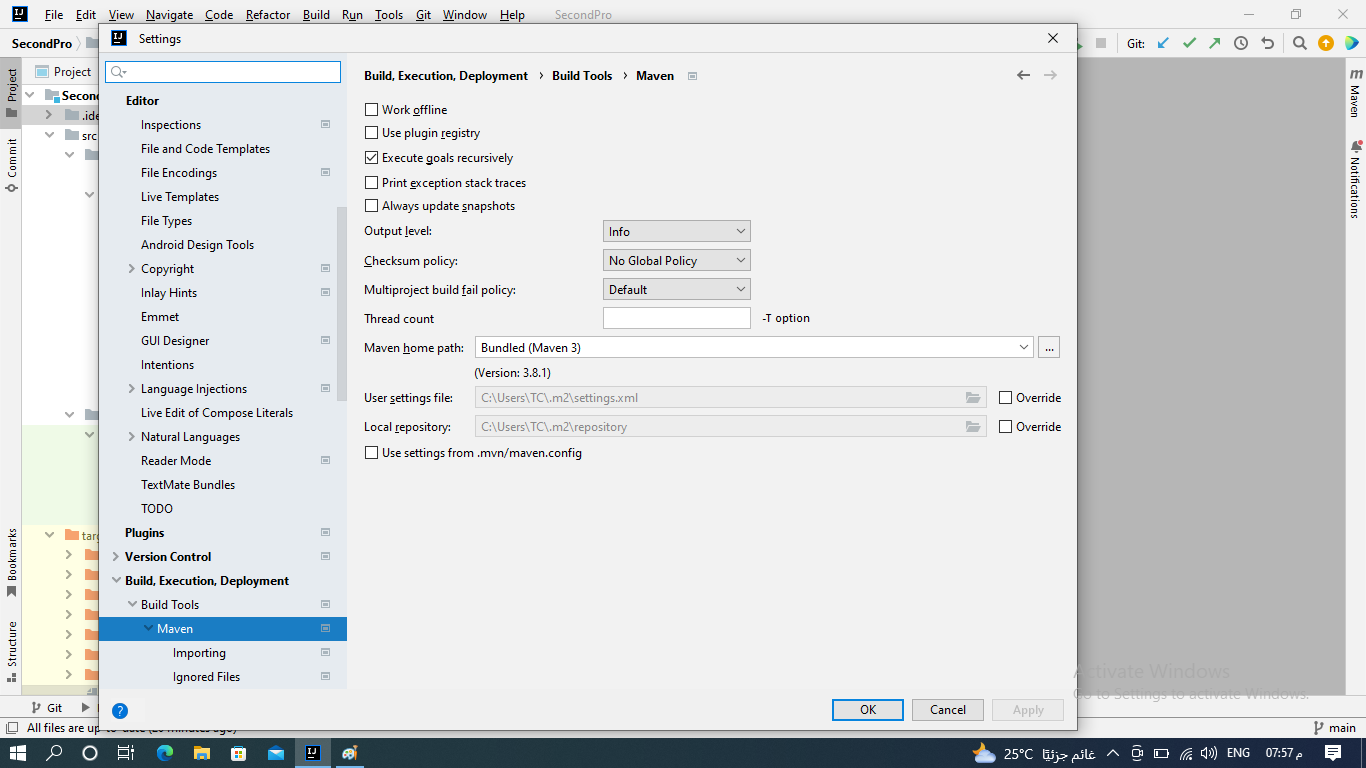 File Edit View Navigate Code Refactor Build Run Tools Git Window Help SecondPro
SecondPro
Git:
Settings
Project
Project
Commit
Bookmarks
Structure
Second
.ide
src
targ
Editor
Inspections
File and Code Templates
File Encodings
Live Templates
File Types
Android Design Tools
Copyright
Inlay Hints
Emmet
GUI Designer
Intentions
Language Injections
Live Edit of Compose Literals
Natural Languages
Reader Mode
TextMate Bundles
TODO
Plugins
Version Control
Build, Execution, Deployment
Build Tools
Maven
Importing
Ignored Files
Build, Execution, Deployment › Build Tools › Maven
Work offline
Use plugin registry
Execute goals recursively
Print exception stack traces
Always update snapshots
Output level: Info
Checksum policy: No Global Policy
Multiproject build fail policy: Default
Thread count -T option
Maven home path: Bundled (Maven 3) ...
(Version: 3.8.1)
User settings file: C:\Users\TC\.m2\settings.xml Override
Local repository: C:\Users\TC\.m2\repository Override
Use settings from .mvn/maven.config
OK Cancel Apply
Maven
Notifications
Activate Windows
Go to Settings to activate Windows.
Git
All files are up-to-date (20 minutes ago)
main
25°C غائم جزئيًا ENG 07:57 م